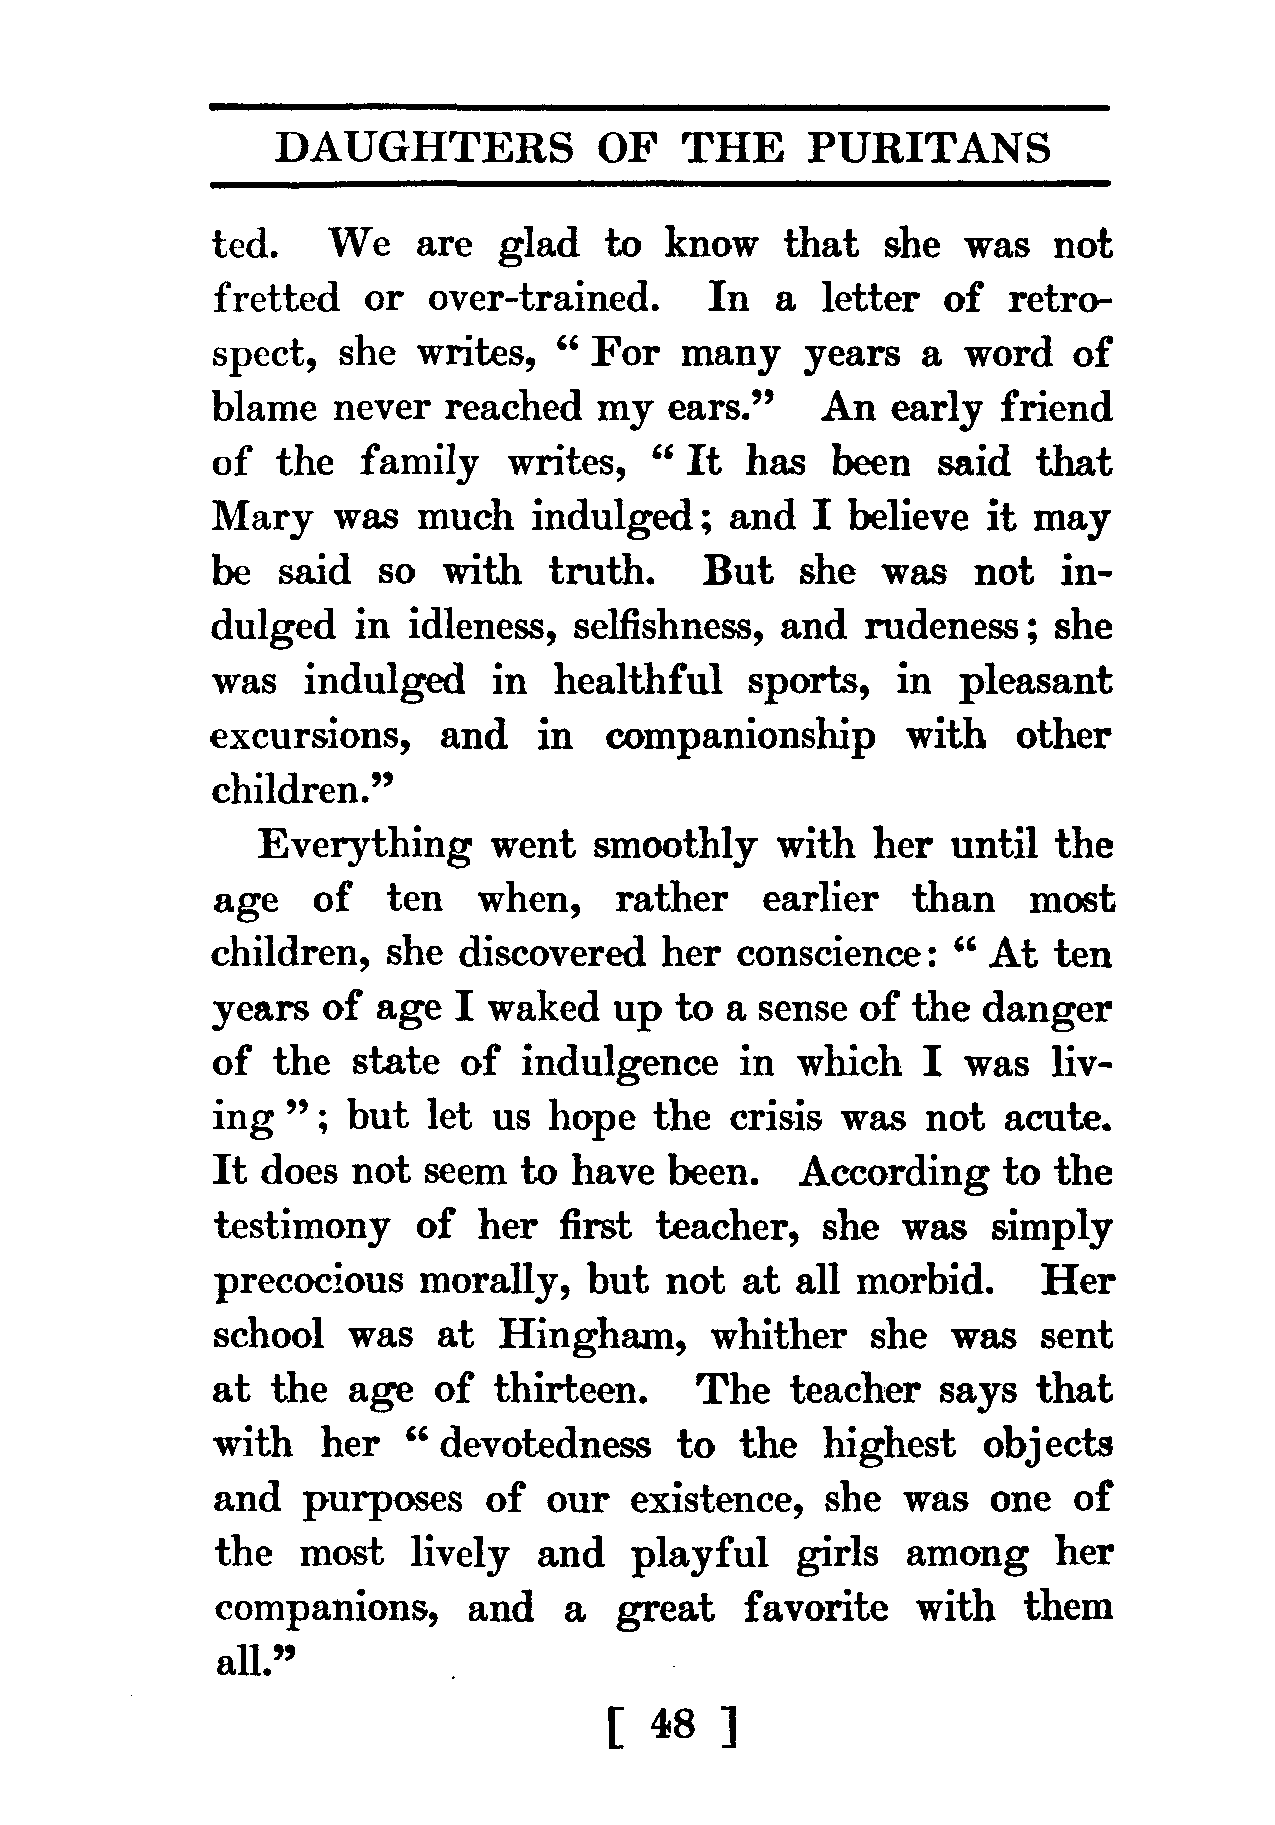 DAUGHTERS OF THE PURITANS
ted. We are glad to know that she was not
fretted or over-trained. In a letter of retro-
spect, she writes, “ For many years a word of
blame never reached my ears.” An early friend
of the family writes, “ It has been said that
Mary was much indulged; and I believe it may
be said so with truth. But she was not in-
dulged in idleness, selfishness, and rudeness; she
was indulged in healthful sports, in pleasant
excursions, and in companionship with other
children.”
Everything went smoothly with her until the
age of ten when, rather earlier than most
children, she discovered her conscience: “ At ten
years of age I waked up to a sense of the danger
of the state of indulgence in which I was liv-
ing ”; but let us hope the crisis was not acute.
It does not seem to have been. According to the
testimony of her first teacher, she was simply
precocious morally, but not at all morbid. Her
school was at Hingham, whither she was sent
at the age of thirteen. The teacher says that
with her “ devotedness to the highest objects
and purposes of our existence, she was one of
the most lively and playful girls among her
companions, and a great favorite with them
all.”
[ 48 ]